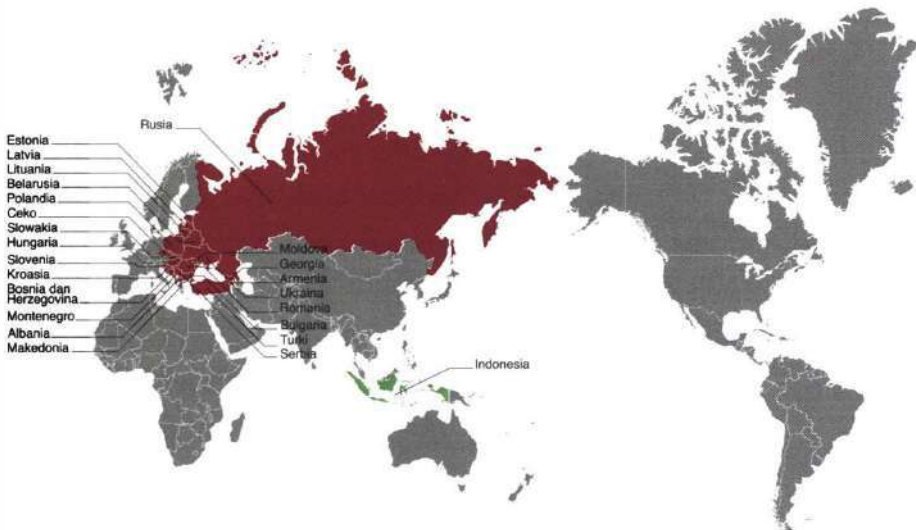 Rusia
Estonia
Latvia
Lituania
Belarusia
Polandia
Ceko
Slowakia
Hungaria
Slovenia
Kroasia
Bosnia dan
Herzegovina
Montenegro
Albania
Makedonia
Moldova
Georgia
Armenia
Ukraina
Romania
Bulgaria
Turki
Serbia
Indonesia